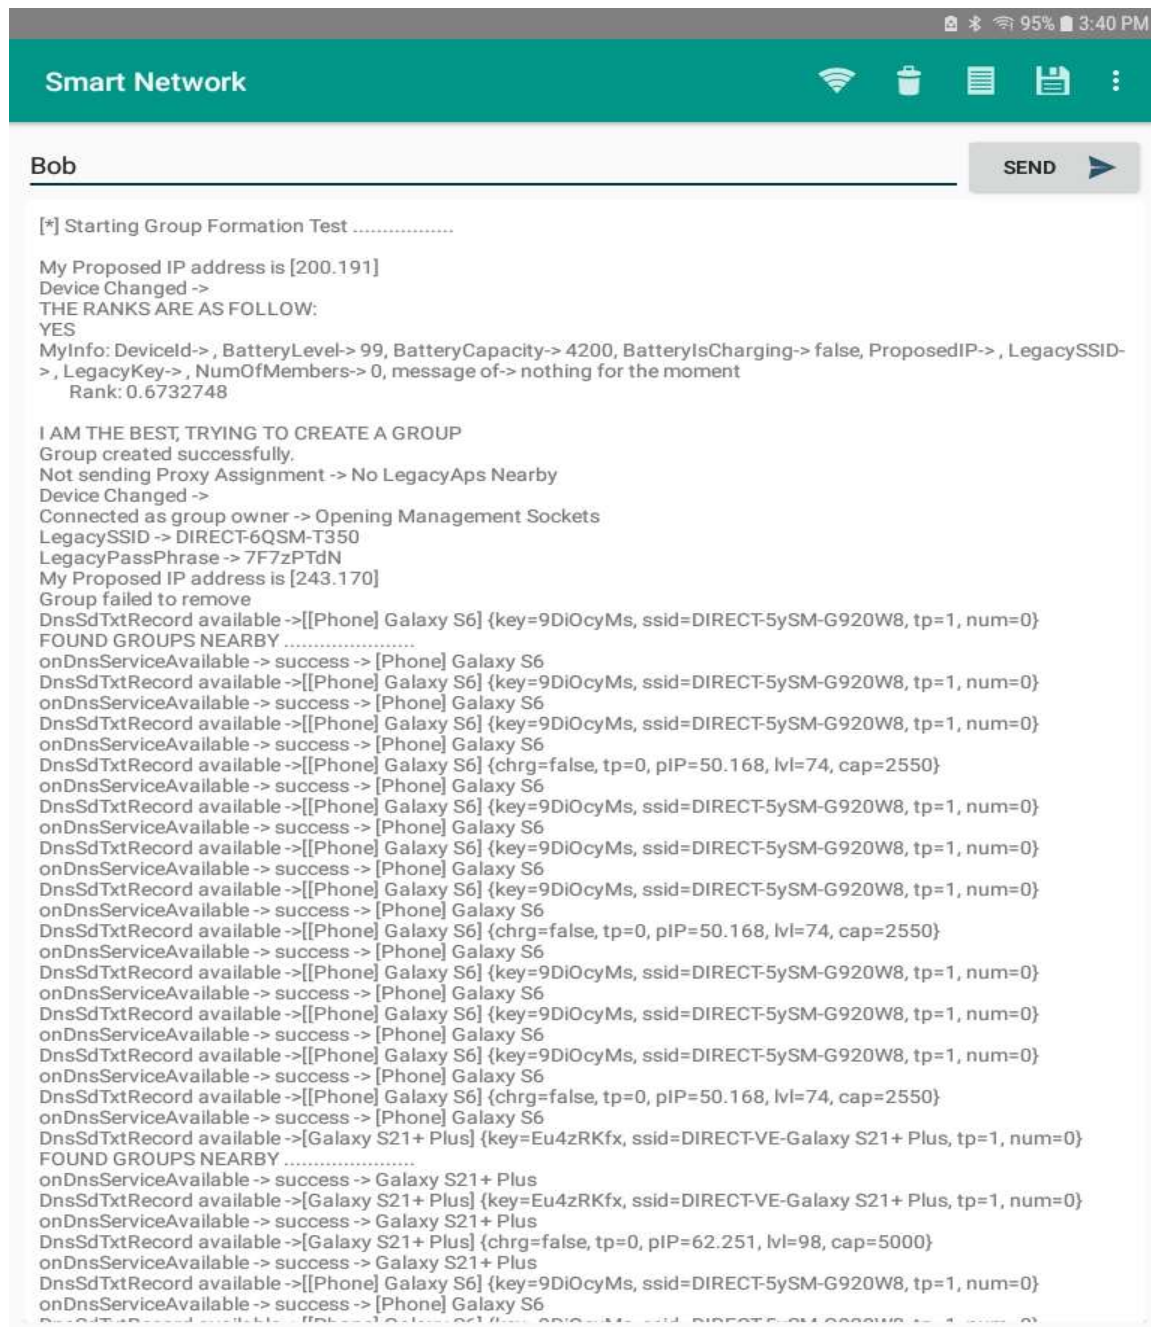 95% 3:40 PM
Smart Network
Bob
SEND
[*] Starting Group Formation Test .................
My Proposed IP address is [200.191]
Device Changed ->
THE RANKS ARE AS FOLLOW:
YES
MyInfo: DeviceId-> , BatteryLevel-> 99, BatteryCapacity-> 4200, BatteryIsCharging-> false, ProposedIP-> , LegacySSID-
> , LegacyKey-> , NumOfMembers-> 0, message of-> nothing for the moment
Rank: 0.6732748
I AM THE BEST, TRYING TO CREATE A GROUP
Group created successfully.
Not sending Proxy Assignment -> No LegacyAps Nearby
Device Changed ->
Connected as group owner -> Opening Management Sockets
LegacySSID -> DIRECT-6QSM-T350
LegacyPassPhrase -> 7F7zPTdN
My Proposed IP address is [243.170]
Group failed to remove
DnsSdTxtRecord available ->[[Phone] Galaxy S6] {key=9DiOcyMs, ssid=DIRECT-5ySM-G920W8, tp=1, num=0}
FOUND GROUPS NEARBY ......................
onDnsServiceAvailable -> success -> [Phone] Galaxy S6
DnsSdTxtRecord available ->[[Phone] Galaxy S6] {key=9DiOcyMs, ssid=DIRECT-5ySM-G920W8, tp=1, num=0}
onDnsServiceAvailable -> success -> [Phone] Galaxy S6
DnsSdTxtRecord available ->[[Phone] Galaxy S6] {key=9DiOcyMs, ssid=DIRECT-5ySM-G920W8, tp=1, num=0}
onDnsServiceAvailable -> success -> [Phone] Galaxy S6
DnsSdTxtRecord available ->[[Phone] Galaxy S6] {chrg=false, tp=0, pIP=50.168, lvl=74, cap=2550}
onDnsServiceAvailable -> success -> [Phone] Galaxy S6
DnsSdTxtRecord available ->[[Phone] Galaxy S6] {key=9DiOcyMs, ssid=DIRECT-5ySM-G920W8, tp=1, num=0}
onDnsServiceAvailable -> success -> [Phone] Galaxy S6
DnsSdTxtRecord available ->[[Phone] Galaxy S6] {key=9DiOcyMs, ssid=DIRECT-5ySM-G920W8, tp=1, num=0}
onDnsServiceAvailable -> success -> [Phone] Galaxy S6
DnsSdTxtRecord available ->[[Phone] Galaxy S6] {key=9DiOcyMs, ssid=DIRECT-5ySM-G920W8, tp=1, num=0}
onDnsServiceAvailable -> success -> [Phone] Galaxy S6
DnsSdTxtRecord available ->[[Phone] Galaxy S6] {chrg=false, tp=0, pIP=50.168, lvl=74, cap=2550}
onDnsServiceAvailable -> success -> [Phone] Galaxy S6
DnsSdTxtRecord available ->[[Phone] Galaxy S6] {key=9DiOcyMs, ssid=DIRECT-5ySM-G920W8, tp=1, num=0}
onDnsServiceAvailable -> success -> [Phone] Galaxy S6
DnsSdTxtRecord available ->[[Phone] Galaxy S6] {key=9DiOcyMs, ssid=DIRECT-5ySM-G920W8, tp=1, num=0}
onDnsServiceAvailable -> success -> [Phone] Galaxy S6
DnsSdTxtRecord available ->[[Phone] Galaxy S6] {key=9DiOcyMs, ssid=DIRECT-5ySM-G920W8, tp=1, num=0}
onDnsServiceAvailable -> success -> [Phone] Galaxy S6
DnsSdTxtRecord available ->[[Phone] Galaxy S6] {chrg=false, tp=0, pIP=50.168, lvl=74, cap=2550}
onDnsServiceAvailable -> success -> [Phone] Galaxy S6
DnsSdTxtRecord available ->[Galaxy S21+ Plus] {key=Eu4zRKfx, ssid=DIRECT-VE-Galaxy S21+ Plus, tp=1, num=0}
FOUND GROUPS NEARBY ......................
onDnsServiceAvailable -> success -> Galaxy S21+ Plus
DnsSdTxtRecord available ->[Galaxy S21+ Plus] {key=Eu4zRKfx, ssid=DIRECT-VE-Galaxy S21+ Plus, tp=1, num=0}
onDnsServiceAvailable -> success -> Galaxy S21+ Plus
DnsSdTxtRecord available ->[Galaxy S21+ Plus] {chrg=false, tp=0, pIP=62.251, lvl=98, cap=5000}
onDnsServiceAvailable -> success -> Galaxy S21+ Plus
DnsSdTxtRecord available ->[[Phone] Galaxy S6] {key=9DiOcyMs, ssid=DIRECT-5ySM-G920W8, tp=1, num=0}
onDnsServiceAvailable -> success -> [Phone] Galaxy S6